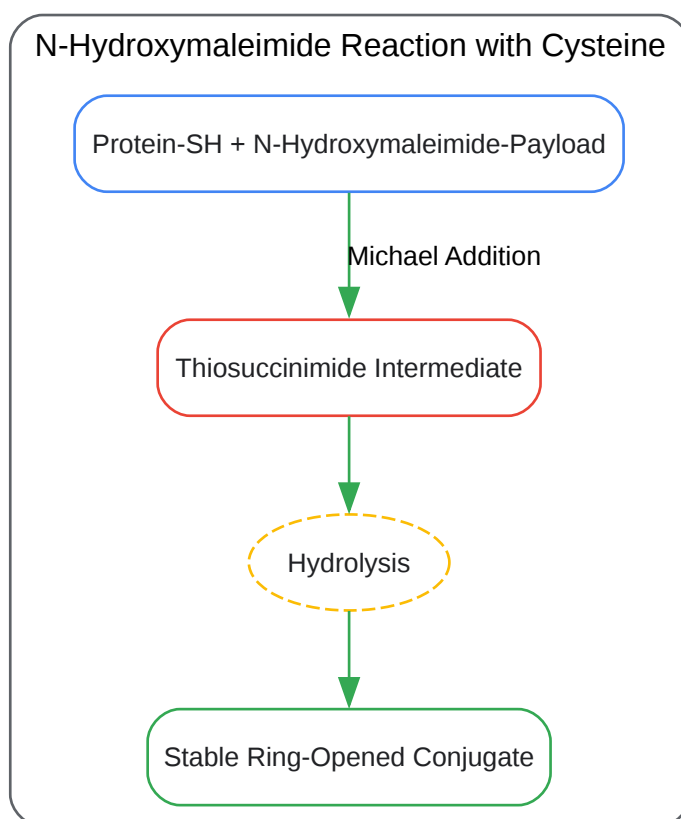 N-Hydroxymaleimide Reaction with Cysteine
Protein-SH + N-Hydroxymaleimide-Payload
Michael Addition
Thiosuccinimide Intermediate
Hydrolysis
Stable Ring-Opened Conjugate